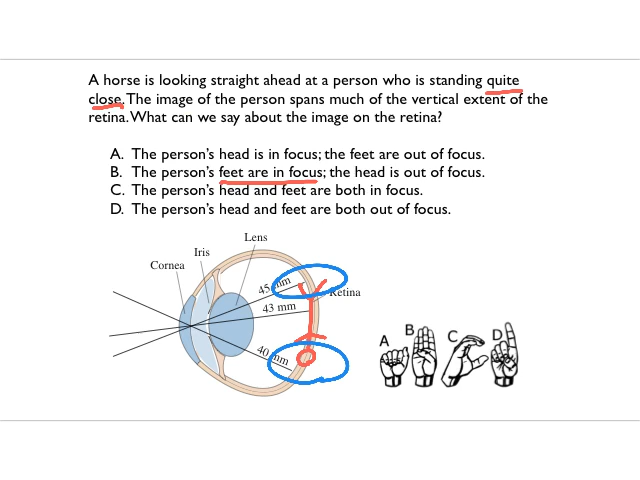 A horse is looking straight ahead at a person who is standing quite
close. The image of the person spans much of the vertical extent of the
retina. What can we say about the image on the retina?
A. The person's head is in focus; the feet are out of focus.
B. The person's feet are in focus; the head is out of focus.
C. The person's head and feet are both in focus.
D. The person's head and feet are both out of focus.
Lens
Iris
Cornea
45 mm
Retina
43 mm
40 mm
A B C D